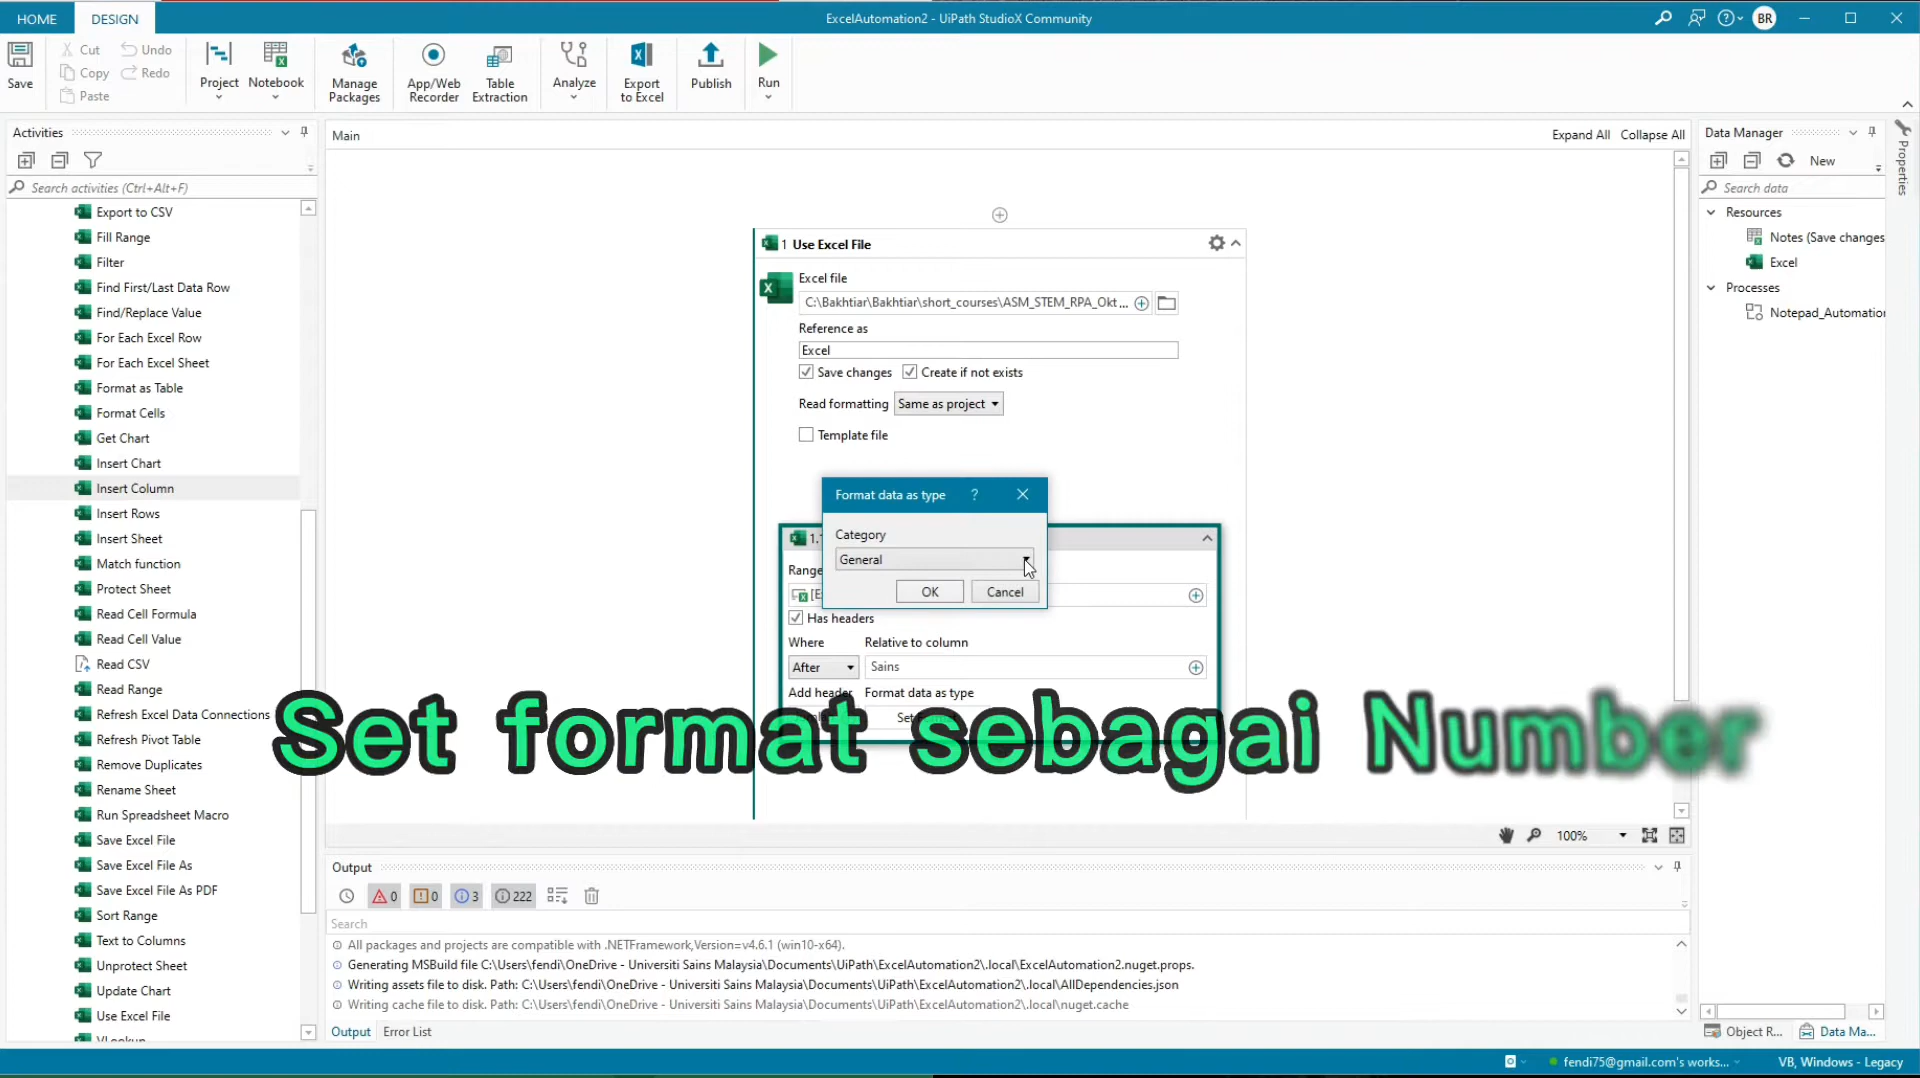 HOME
DESIGN
ExcelAutomation2 - UiPath StudioX Community
BR
Save
Cut
Copy
Paste
Undo
Redo
Project
Notebook
Manage Packages
App/Web Recorder
Table Extraction
Analyze
Export to Excel
Publish
Run
Activities
Search activities (Ctrl+Alt+F)
Export to CSV
Fill Range
Filter
Find First/Last Data Row
Find/Replace Value
For Each Excel Row
For Each Excel Sheet
Format as Table
Format Cells
Get Chart
Insert Chart
Insert Column
Insert Rows
Insert Sheet
Match function
Protect Sheet
Read Cell Formula
Read Cell Value
Read CSV
Read Range
Refresh Excel Data Connections
Refresh Pivot Table
Remove Duplicates
Rename Sheet
Run Spreadsheet Macro
Save Excel File
Save Excel File As
Save Excel File As PDF
Sort Range
Text to Columns
Unprotect Sheet
Update Chart
Use Excel File
Main
Expand All
Collapse All
1 Use Excel File
Excel file
C:\Bakhtiar\Bakhtiar\short_courses\ASM_STEM_RPA_Okt ...
Reference as
Excel
Save changes
Create if not exists
Read formatting
Same as project
Template file
Format data as type
?
Category
General
OK
Cancel
1.
Range
Has headers
Where
Relative to column
After
Sains
Add header
Format data as type
Set format sebagai Number
100%
Output
0
0
3
222
Search
All packages and projects are compatible with .NETFramework,Version=v4.6.1 (win10-x64).
Generating MSBuild file C:\Users\fendi\OneDrive - Universiti Sains Malaysia\Documents\UiPath\ExcelAutomation2\.local\ExcelAutomation2.nuget.props.
Writing assets file to disk. Path: C:\Users\fendi\OneDrive - Universiti Sains Malaysia\Documents\UiPath\ExcelAutomation2\.local\AllDependencies.json
Writing cache file to disk. Path: C:\Users\fendi\OneDrive - Universiti Sains Malaysia\Documents\UiPath\ExcelAutomation2\.local\nuget.cache
Output
Error List
Data Manager
New
Search data
Resources
Notes (Save changes
Excel
Processes
Notepad_Automation
Properties
Object R...
Data Ma...
fendi75@gmail.com's works...
VB, Windows - Legacy